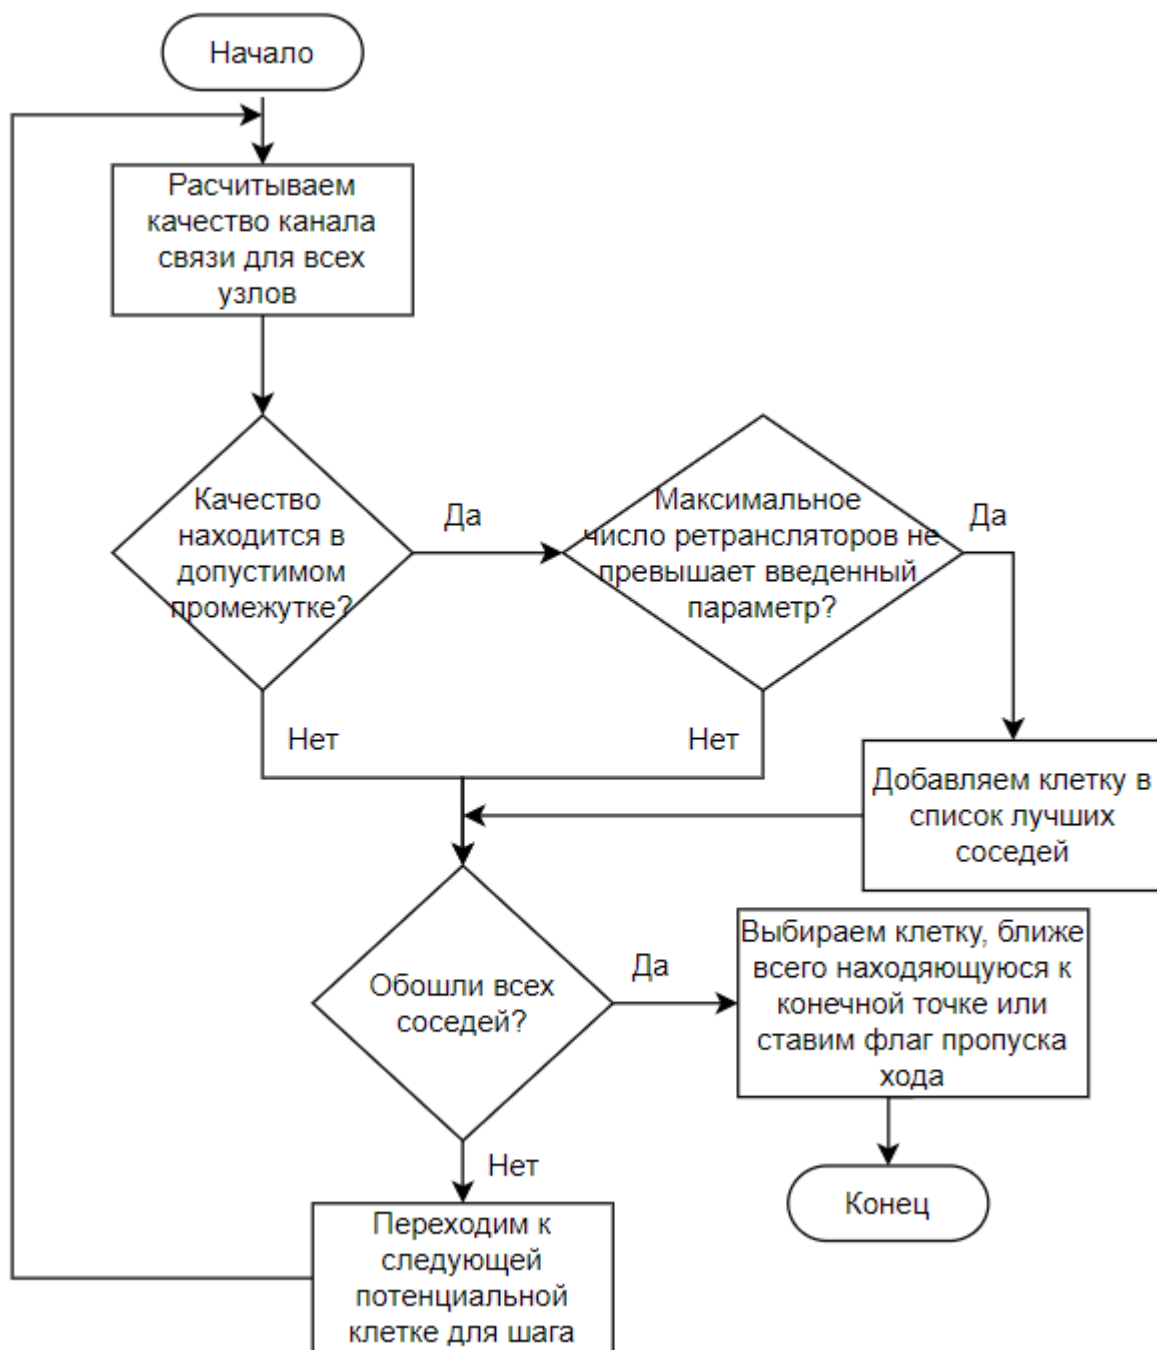 Начало
Расчитываем
качество канала
связи для всех
узлов
Качество
находится в
допустимом
промежутке?
Да
Максимальное
число ретрансляторов не
превышает введенный
параметр?
Да
Нет
Нет
Добавляем клетку в
список лучших
соседей
Обошли всех
соседей?
Да
Выбираем клетку, ближе
всего находяющуюся к
конечной точке или
ставим флаг пропуска
хода
Нет
Конец
Переходим к
следующей
потенциальной
клетке для шага